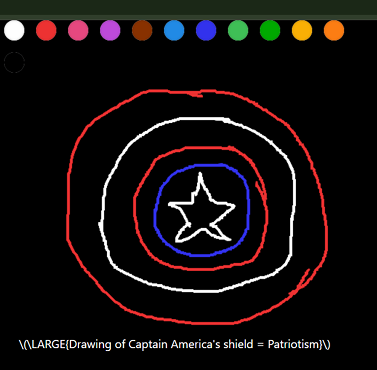 \(\LARGE{Drawing of Captain America's shield = Patriotism}\)